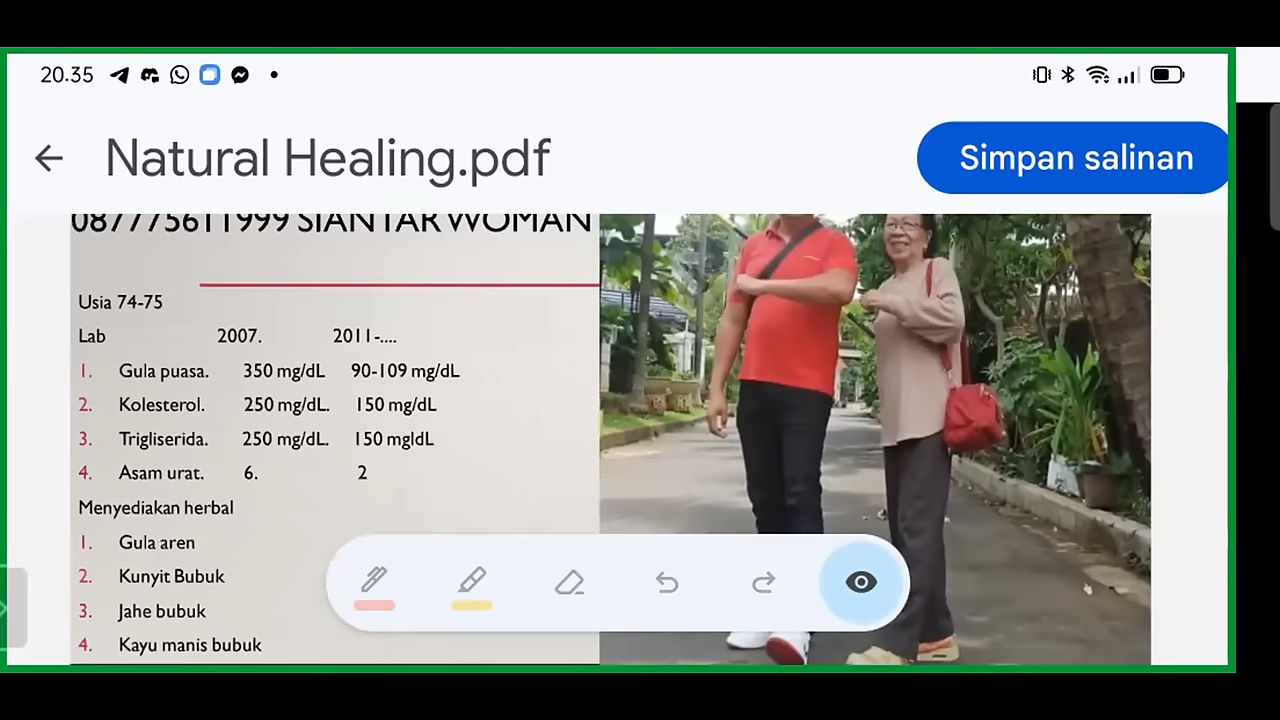 20.35
Natural Healing.pdf
Simpan salinan
087775611999 SIANTAR WOMAN
Usia 74-75
Lab 2007. 2011-....
1. Gula puasa. 350 mg/dL 90-109 mg/dL
2. Kolesterol. 250 mg/dL. 150 mg/dL
3. Trigliserida. 250 mg/dL. 150 mgldL
4. Asam urat. 6. 2
Menyediakan herbal
1. Gula aren
2. Kunyit Bubuk
3. Jahe bubuk
4. Kayu manis bubuk